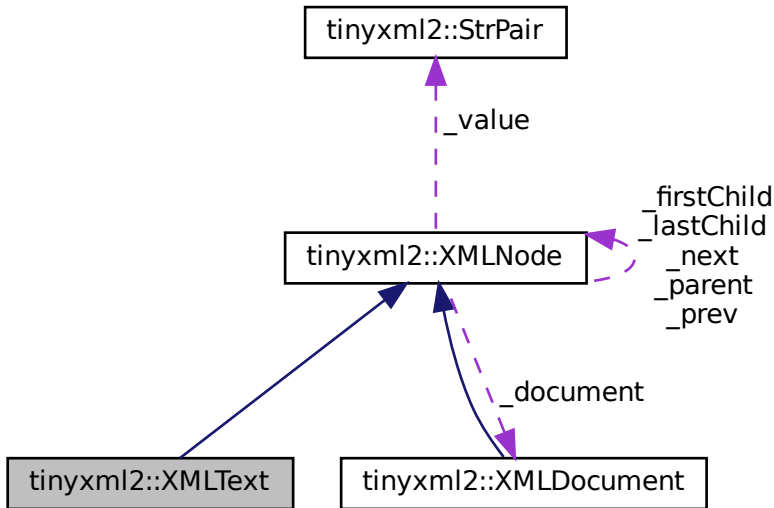 tinyxml2::StrPair
_value
_firstChild
_lastChild
_next
_parent
_prev
tinyxml2::XMLNode
_document
tinyxml2::XMLText
tinyxml2::XMLDocument